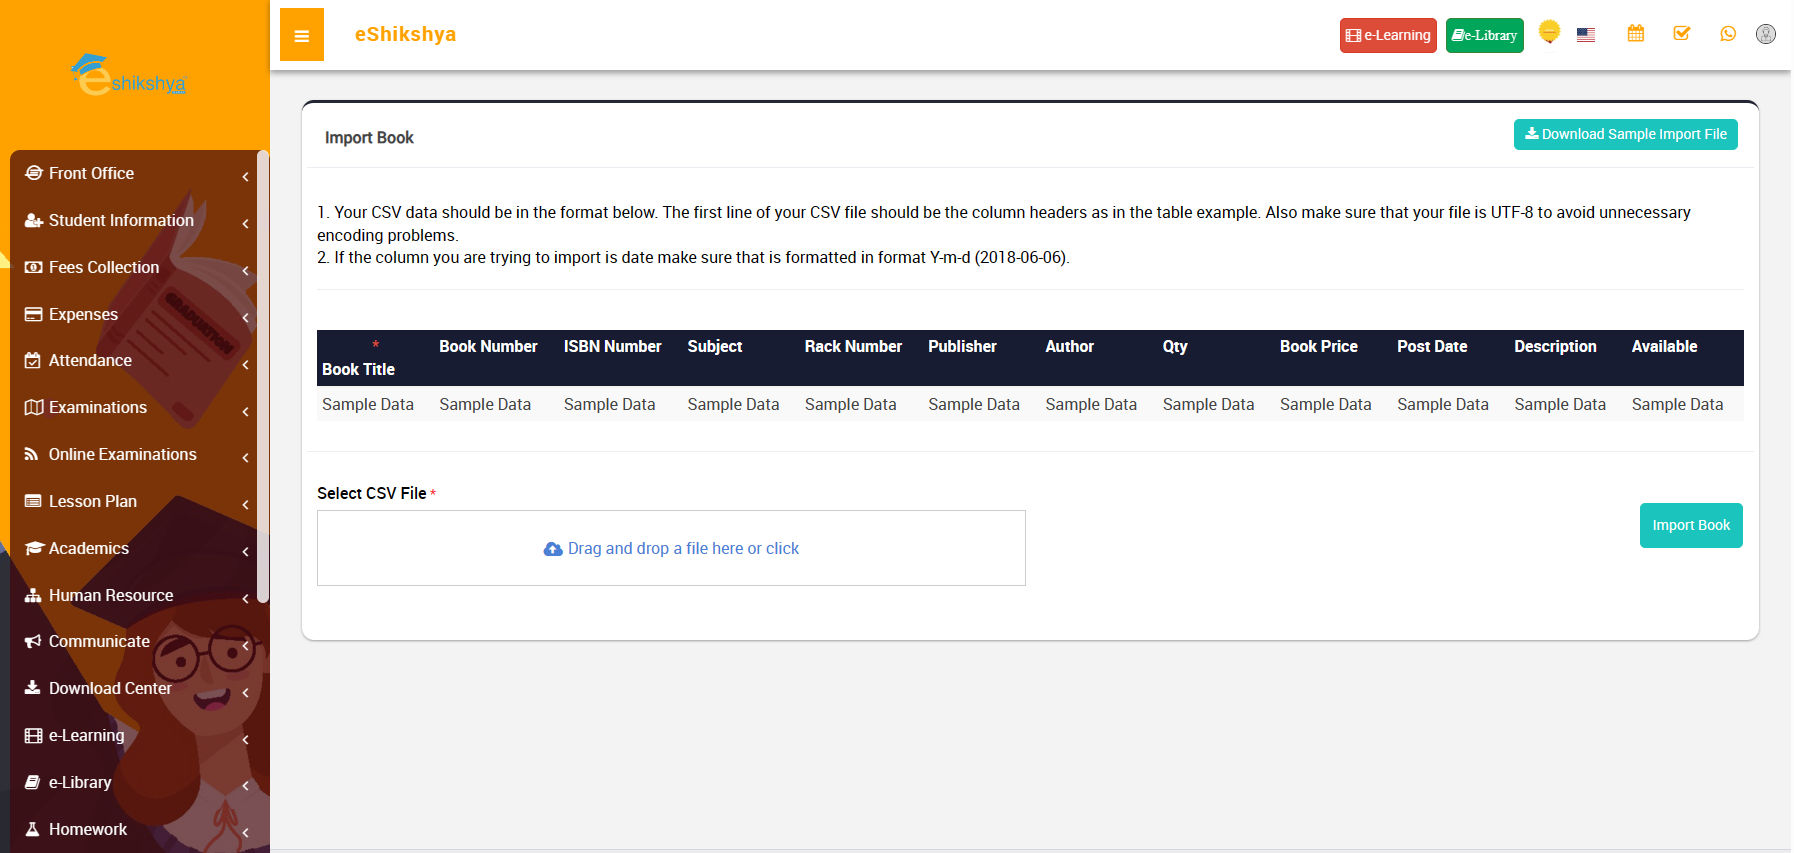 eshikshya
eShikshya
e-Learning
e-Library
Front Office
Student Information
Fees Collection
Expenses
Attendance
Examinations
Online Examinations
Lesson Plan
Academics
Human Resource
Communicate
Download Center
e-Learning
e-Library
Homework
GRADUATION
Import Book
Download Sample Import File
1. Your CSV data should be in the format below. The first line of your CSV file should be the column headers as in the table example. Also make sure that your file is UTF-8 to avoid unnecessary
encoding problems.
2. If the column you are trying to import is date make sure that is formatted in format Y-m-d (2018-06-06).
* Book Title Book Number ISBN Number Subject Rack Number Publisher Author Qty Book Price Post Date Description Available
Sample Data Sample Data Sample Data Sample Data Sample Data Sample Data Sample Data Sample Data Sample Data Sample Data Sample Data Sample Data
Select CSV File *
Drag and drop a file here or click
Import Book